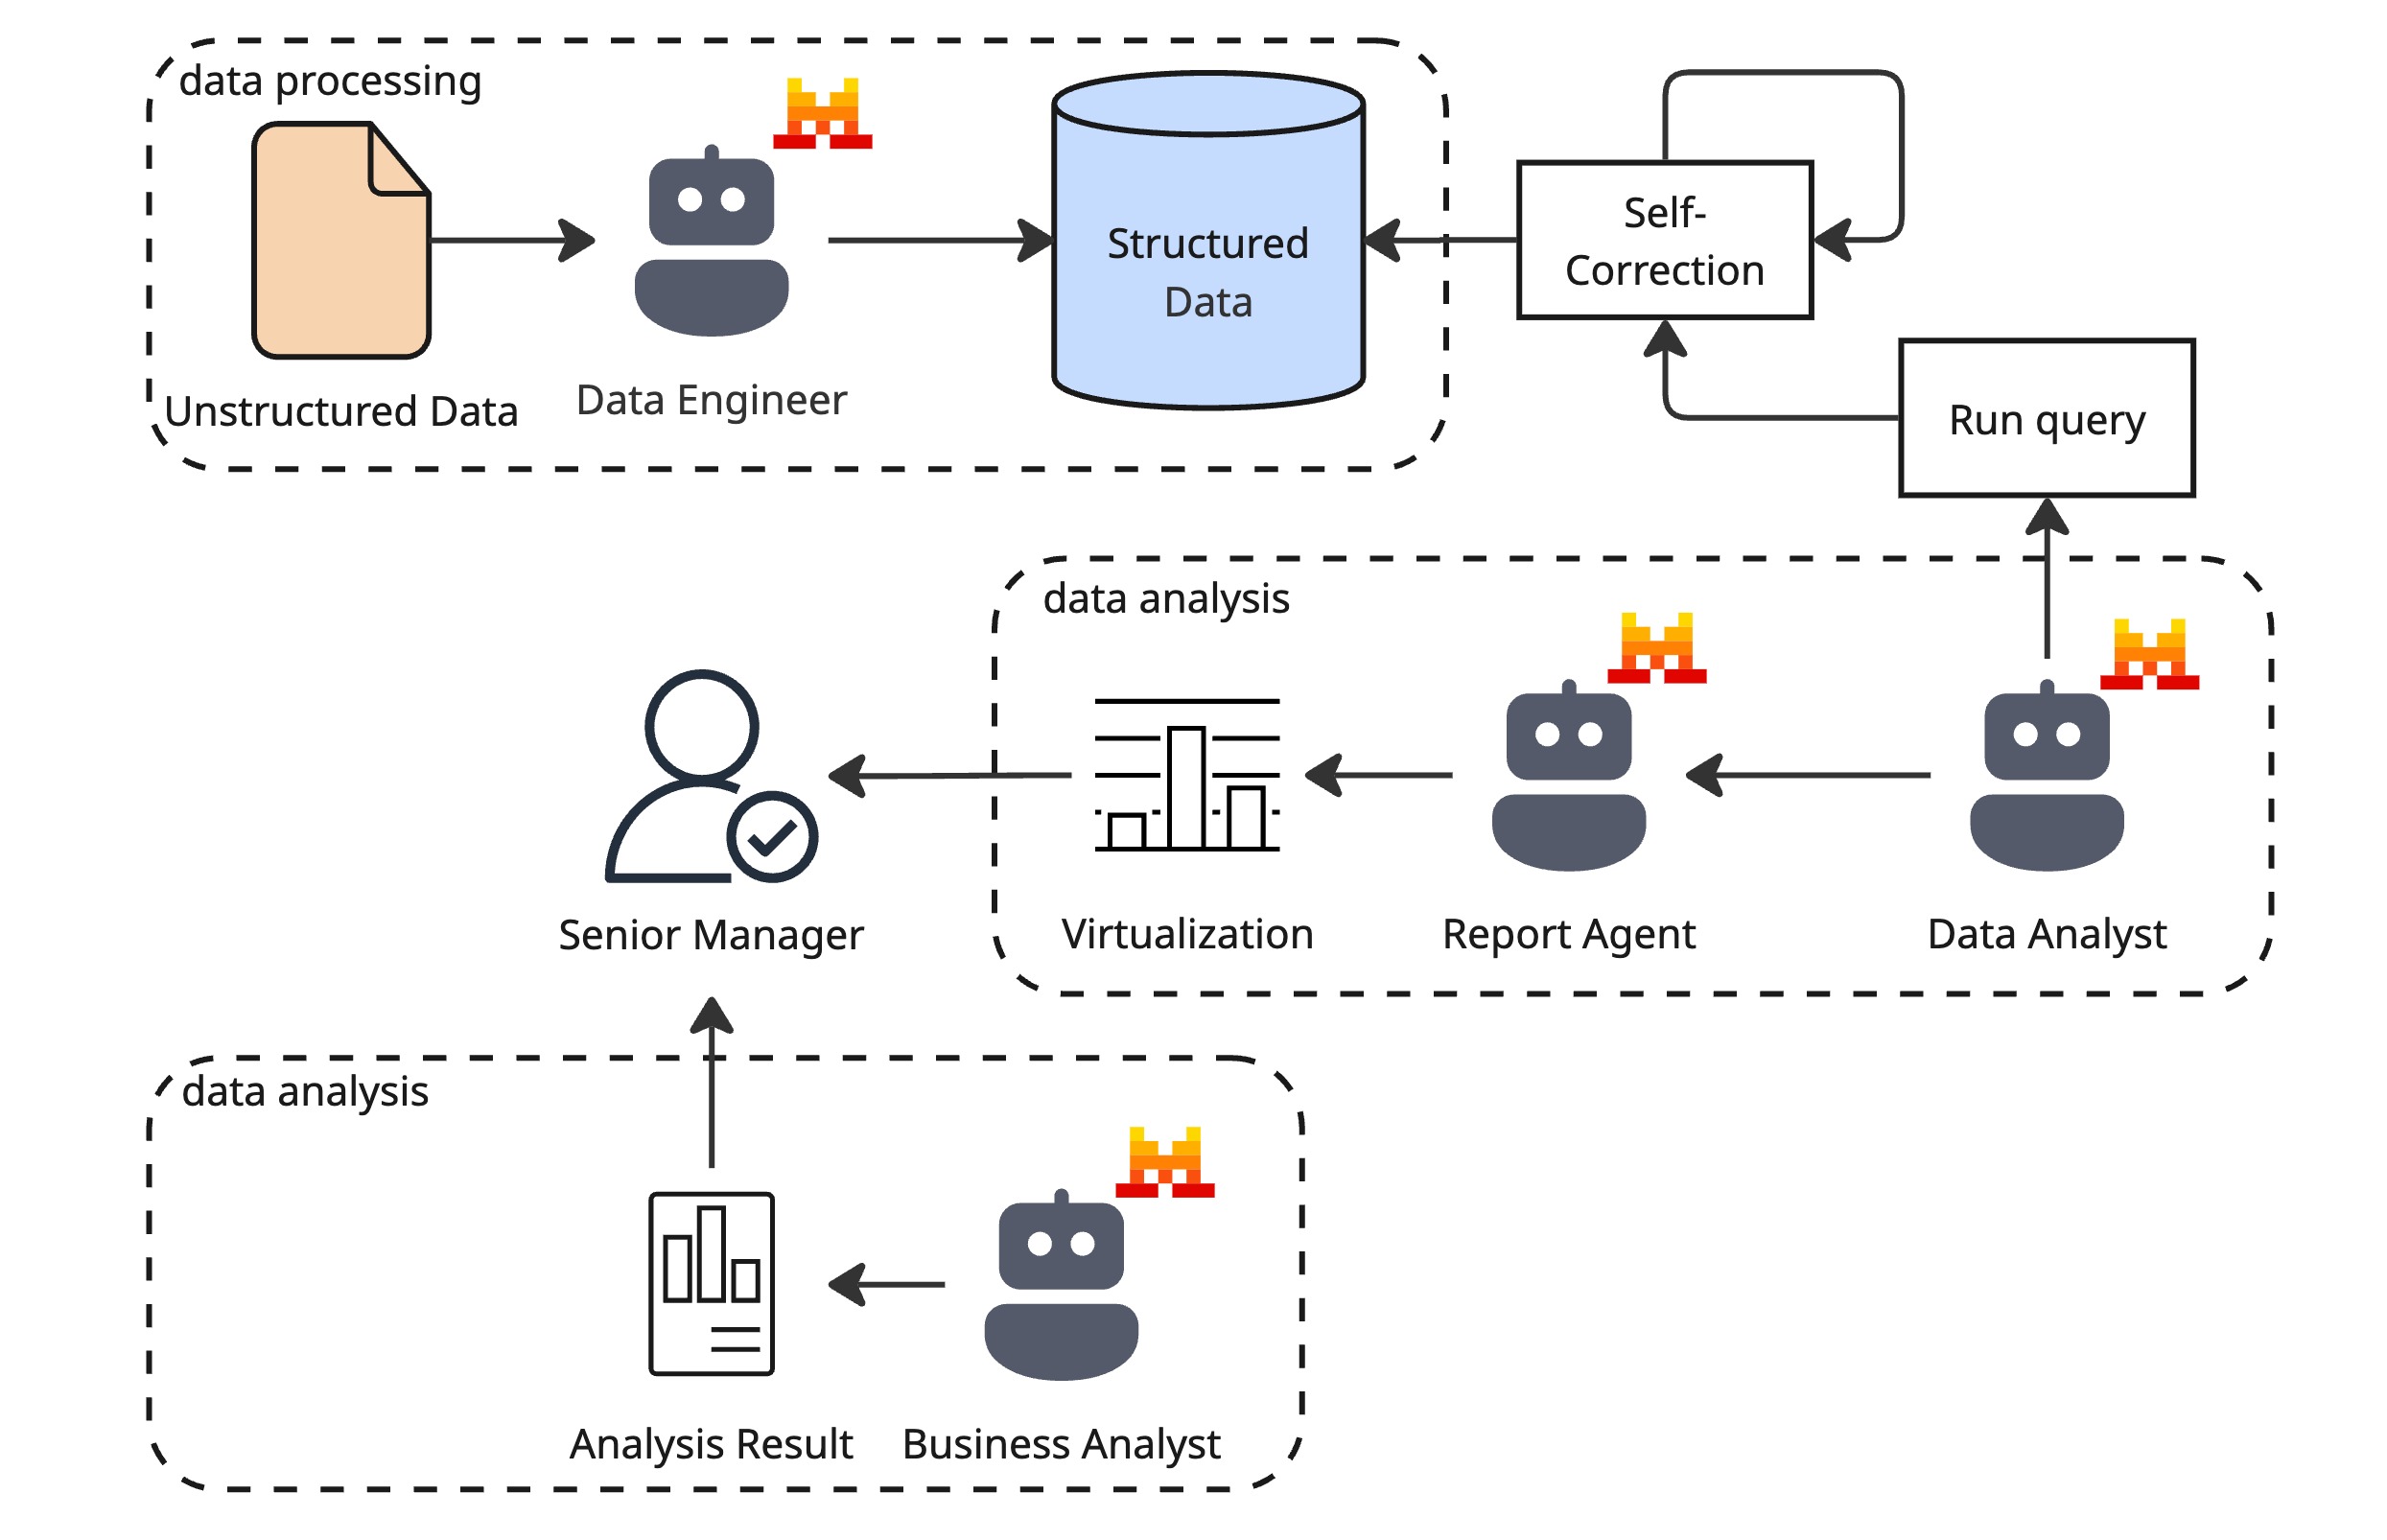 data processing
Unstructured Data
Data Engineer
Structured
Data
Self-
Correction
Run query
data analysis
Senior Manager
Virtualization
Report Agent
Data Analyst
data analysis
Analysis Result
Business Analyst